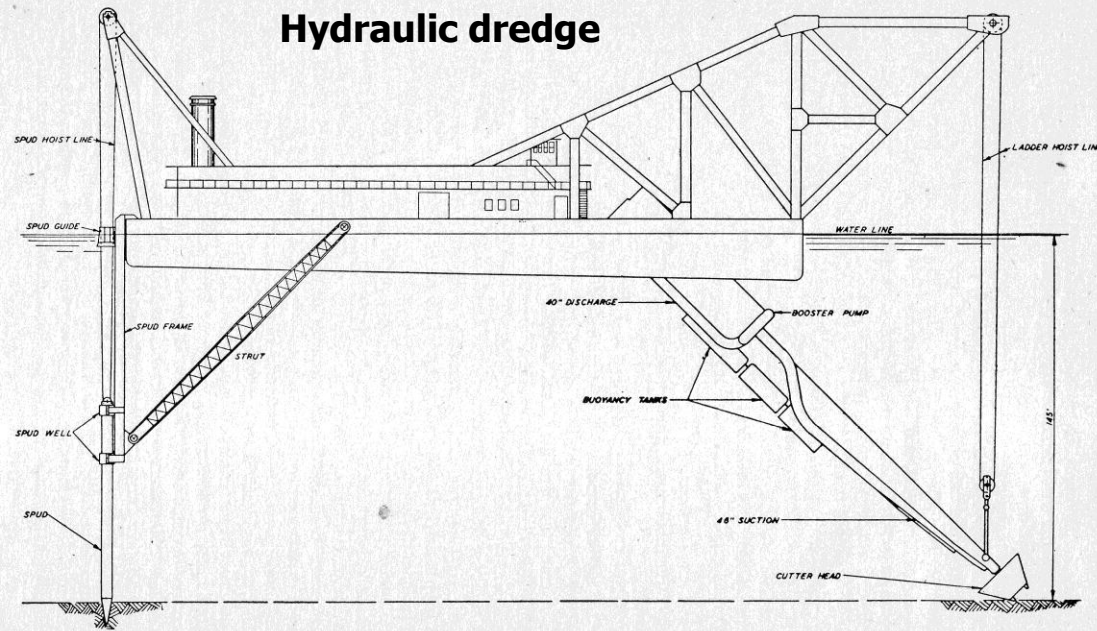 Hydraulic dredge
SPUD HOIST LINE
LADDER HOIST LINE
SPUD GUIDE
WATER LINE
40" DISCHARGE
BOOSTER PUMP
SPUD FRAME
STRUT
BUOYANCY TANKS
145'
SPUD WELL
SPUD
46" SUCTION
CUTTER HEAD